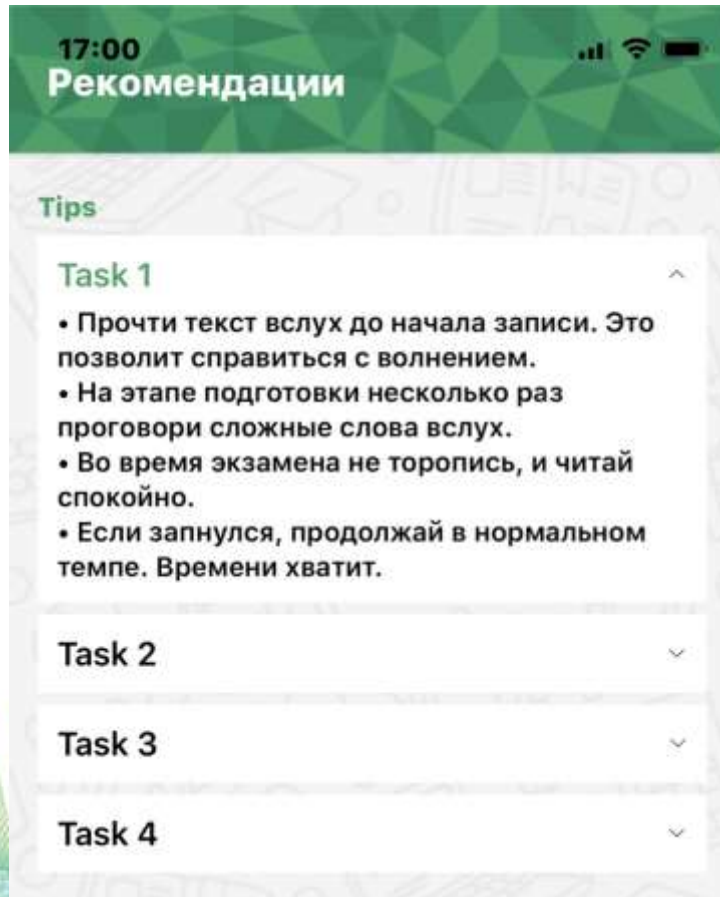 17:00
Рекомендации
Tips
Task 1
• Прочти текст вслух до начала записи. Это
позволит справиться с волнением.
• На этапе подготовки несколько раз
проговори сложные слова вслух.
• Во время экзамена не торопись, и читай
спокойно.
• Если запнулся, продолжай в нормальном
темпе. Времени хватит.
Task 2
Task 3
Task 4